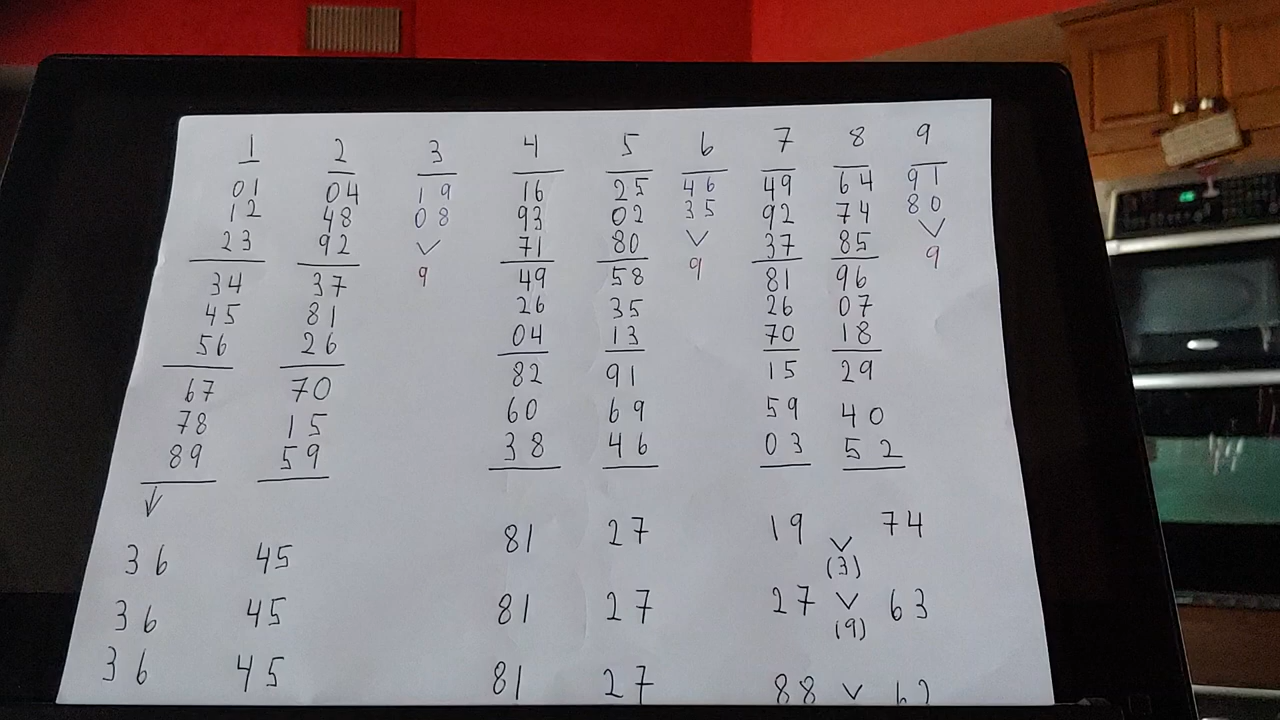 1 2 3 4 5 6 7 8 9
01 04 19 16 25 46 49 64 91
12 48 08 93 02 35 92 74 80
23 92 V 71 80 V 37 85 V
34 37 9 49 58 9 81 96 9
45 81 26 35 26 07
56 26 04 13 70 18
67 70 82 91 15 29
78 15 60 69 59 40
89 59 38 46 03 52
36 45 81 27 19 V 74
(3)
36 45 81 27 27 V 63
(9)
36 45 81 27 88 V